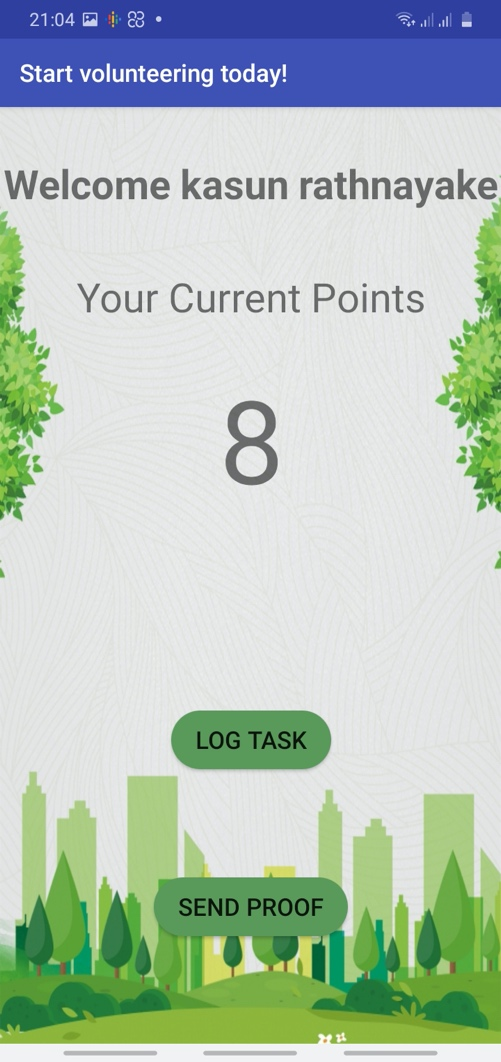 21:04
Start volunteering today!
Welcome kasun rathnayake
Your Current Points
8
LOG TASK
SEND PROOF